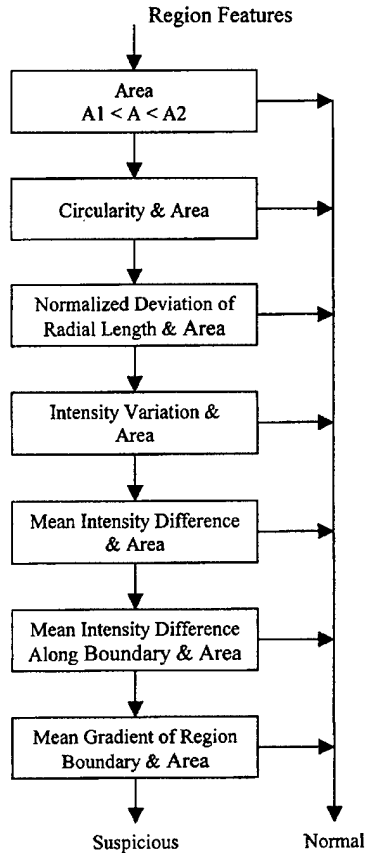 Region Features
Area
A1 < A < A2
Circularity & Area
Normalized Deviation of
Radial Length & Area
Intensity Variation &
Area
Mean Intensity Difference
& Area
Mean Intensity Difference
Along Boundary & Area
Mean Gradient of Region
Boundary & Area
Suspicious
Normal